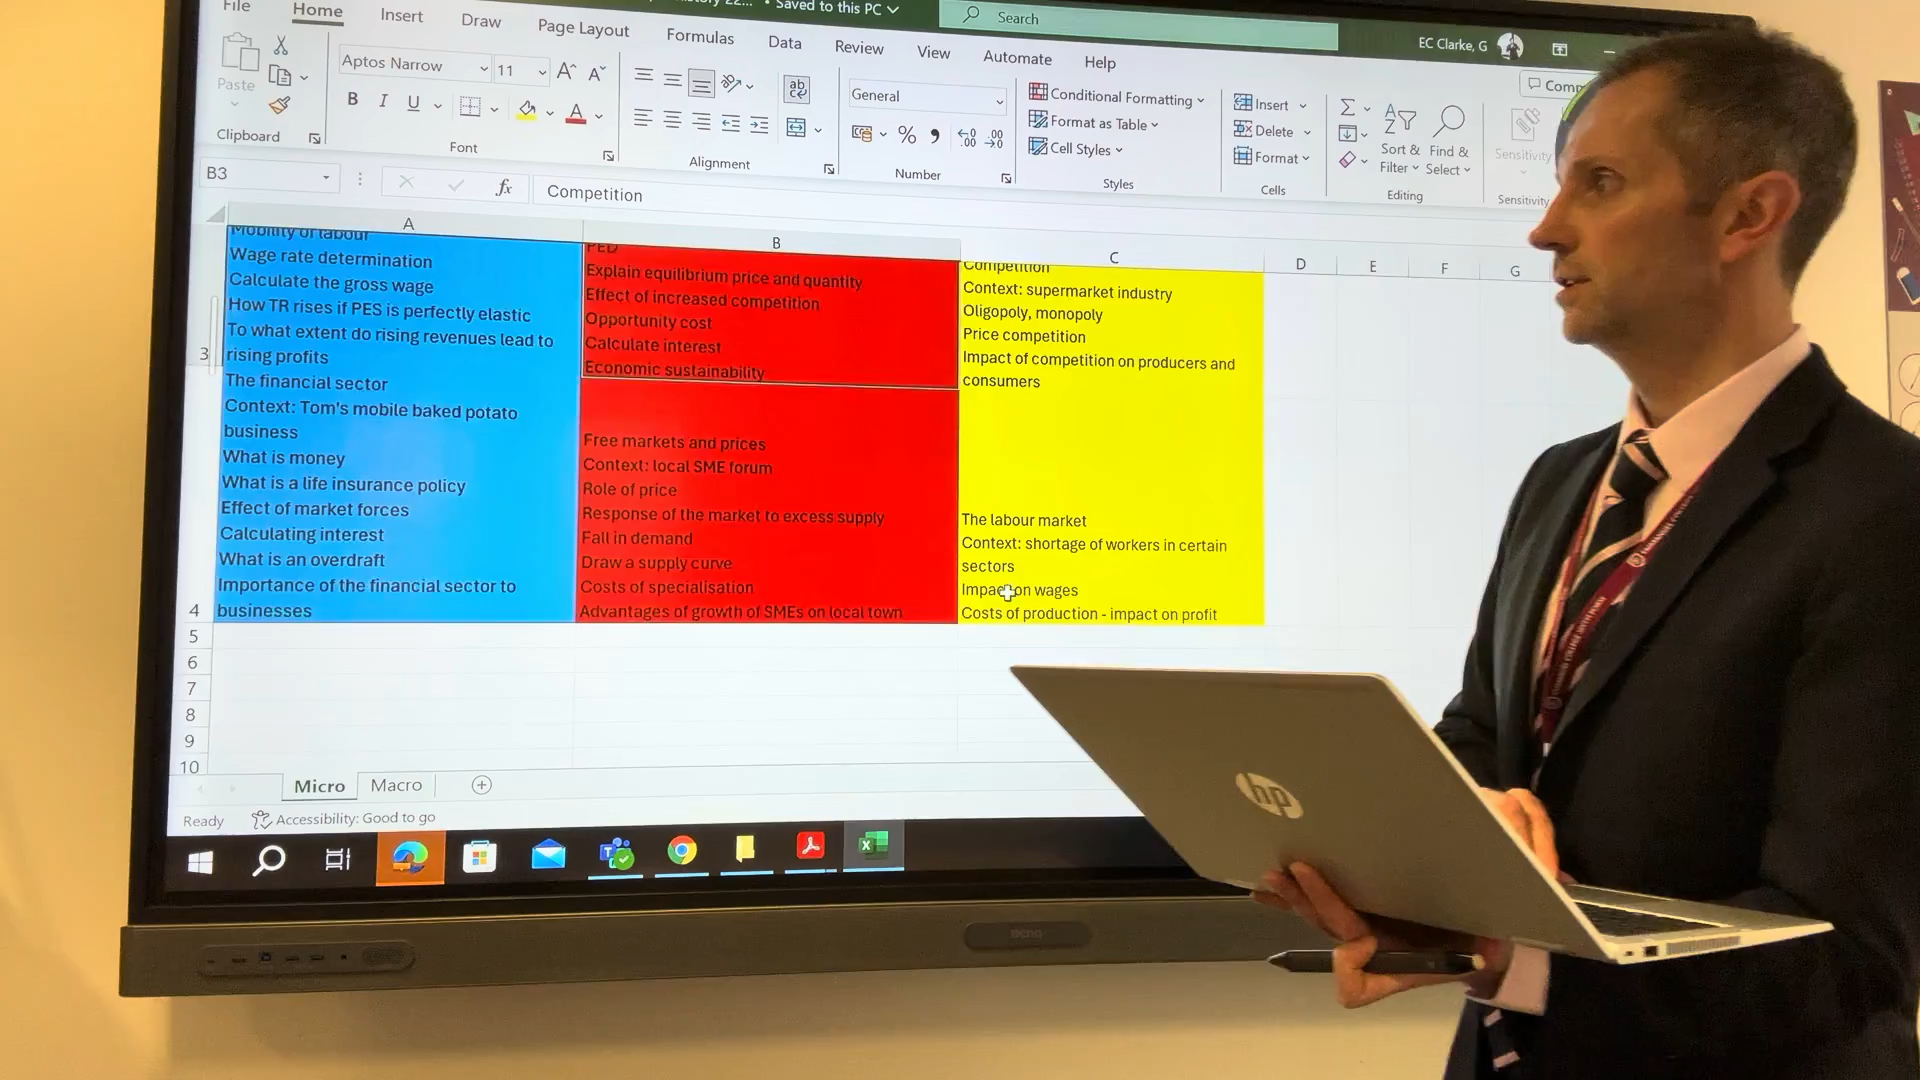 Saved to this PC
Search
EC Clarke, G
File
Home
Insert
Draw
Page Layout
Formulas
Data
Review
View
Automate
Help
Paste
Clipboard
Aptos Narrow
11
B I U
Font
Alignment
General
Number
Conditional Formatting
Format as Table
Cell Styles
Styles
Insert
Delete
Format
Cells
Sort & Filter
Find & Select
Editing
Sensitivity
Sensitivity
B3
fx
Competition
A
B
C
D
E
F
G
3
Mobility of labour
Wage rate determination
Calculate the gross wage
How TR rises if PES is perfectly elastic
To what extent do rising revenues lead to
rising profits
PED
Explain equilibrium price and quantity
Effect of increased competition
Opportunity cost
Calculate interest
Economic sustainability
Competition
Context: supermarket industry
Oligopoly, monopoly
Price competition
Impact of competition on producers and
consumers
4
The financial sector
Context: Tom's mobile baked potato
business
What is money
What is a life insurance policy
Effect of market forces
Calculating interest
What is an overdraft
Importance of the financial sector to
businesses
Free markets and prices
Context: local SME forum
Role of price
Response of the market to excess supply
Fall in demand
Draw a supply curve
Costs of specialisation
Advantages of growth of SMEs on local town
The labour market
Context: shortage of workers in certain
sectors
Impact on wages
Costs of production - impact on profit
5
6
7
8
9
10
Micro
Macro
Ready
Accessibility: Good to go
BenQ
hp